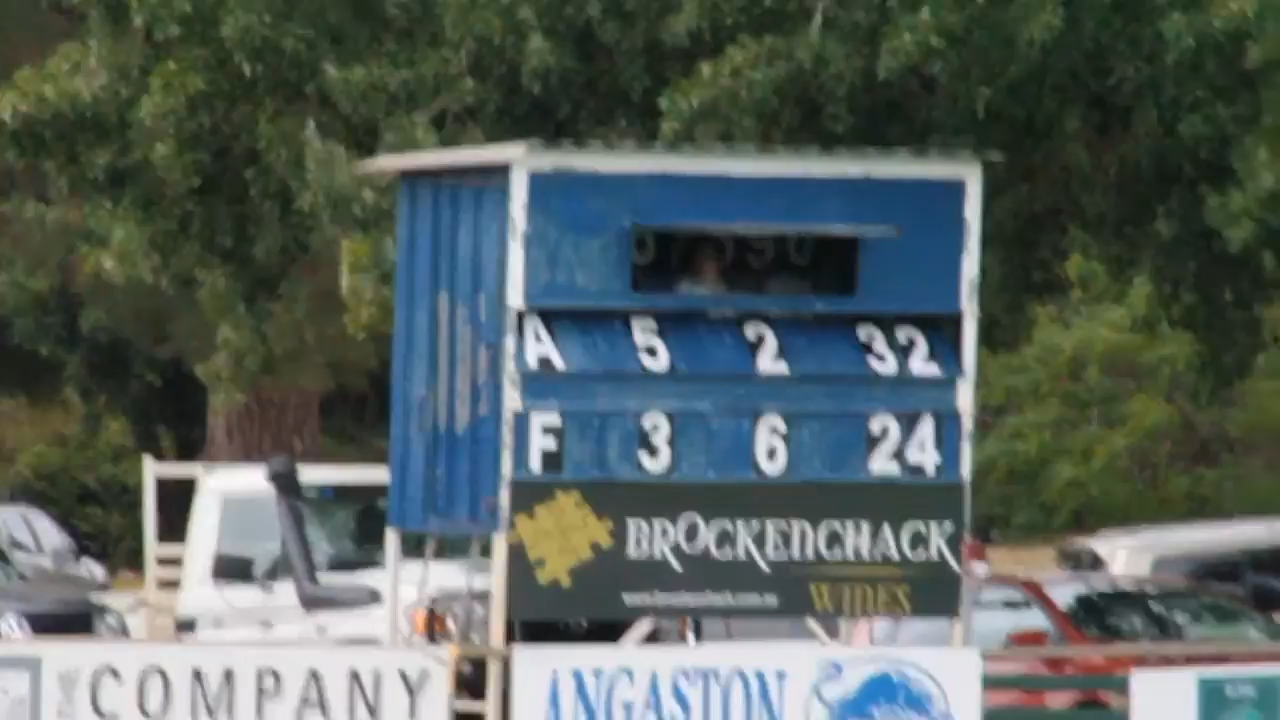 A 5 2 32
F 3 6 24
BROCKENCHACK
WINES
COMPANY
ANGASTON